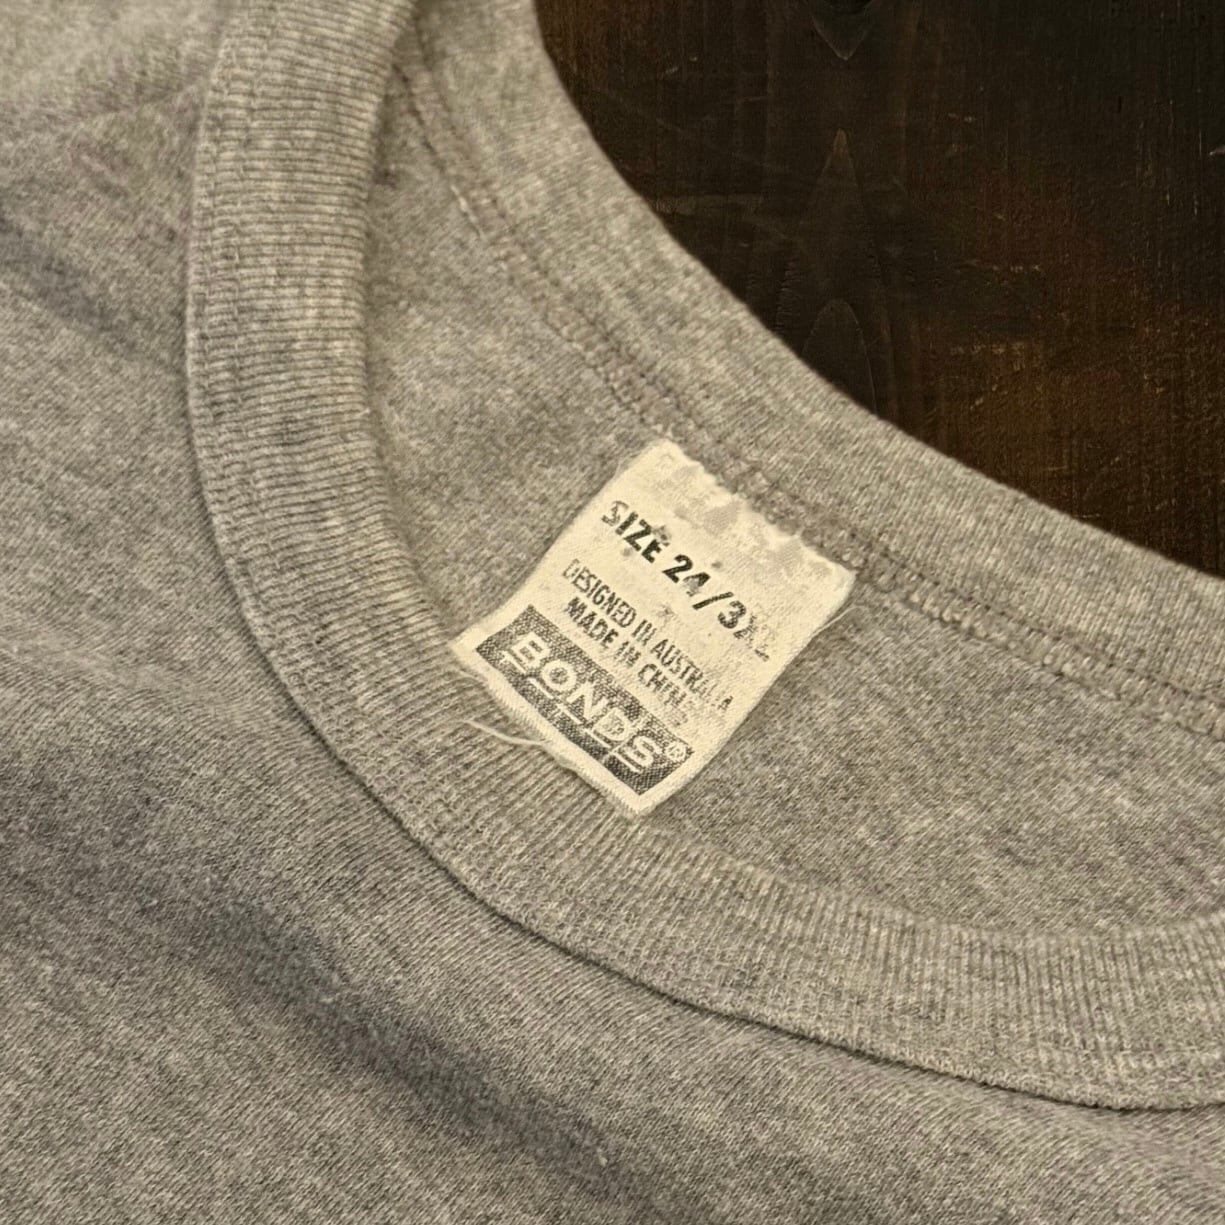 SIZE 24/3XL
DESIGNED IN AUSTRALIA
MADE IN CHINA
BONDS®